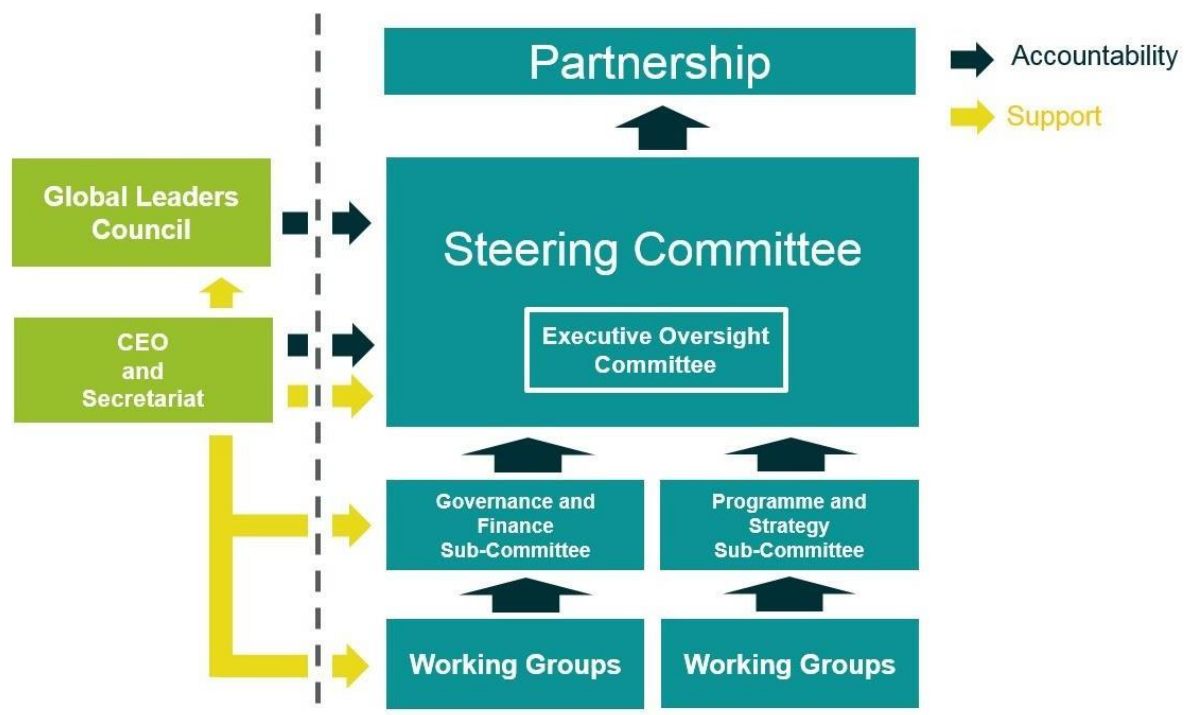 Partnership
Accountability
Support
Global Leaders
Council
Steering Committee
Executive Oversight
Committee
CEO
and
Secretariat
Governance and
Finance
Sub-Committee
Programme and
Strategy
Sub-Committee
Working Groups
Working Groups